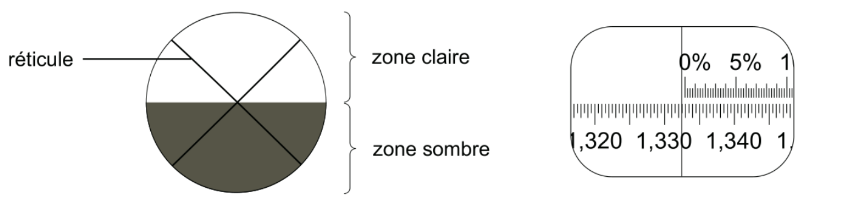 réticule
zone claire
zone sombre
0% 5% 1
1,320 1,330 1,340 1,